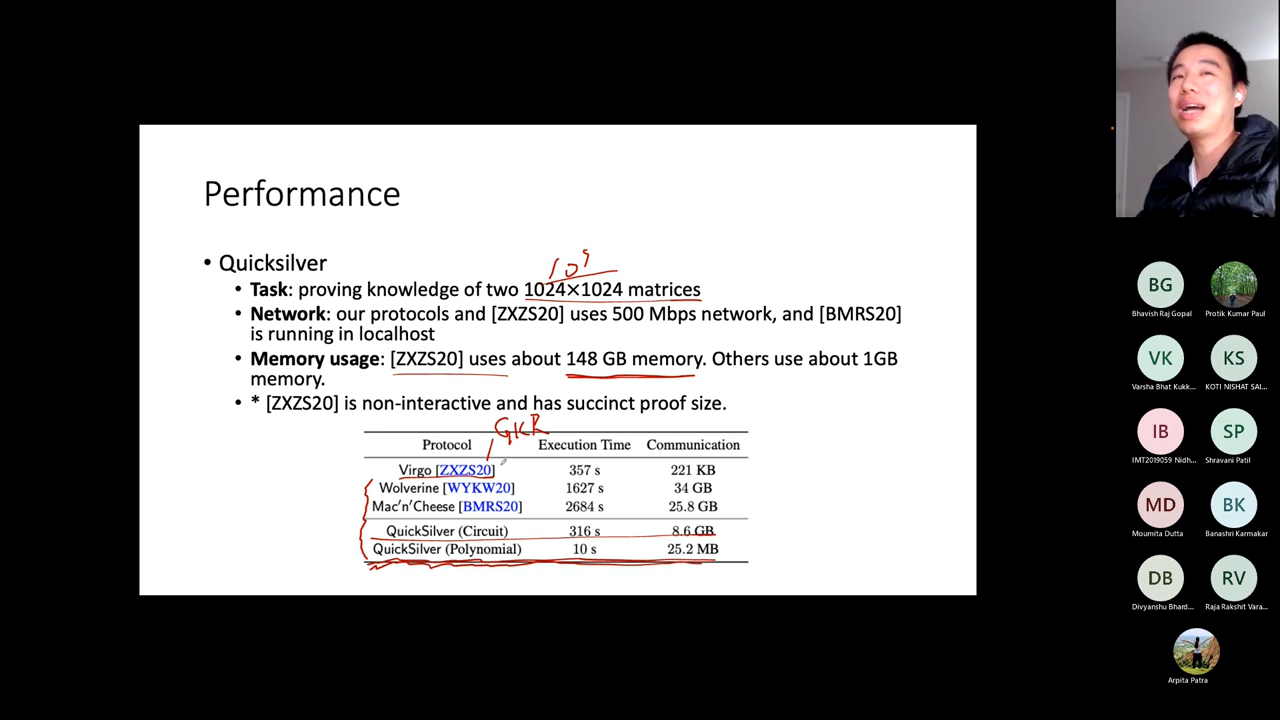 Performance
• Quicksilver
10⁹
• Task: proving knowledge of two 1024×1024 matrices
• Network: our protocols and [ZXZS20] uses 500 Mbps network, and [BMRS20]
is running in localhost
• Memory usage: [ZXZS20] uses about 148 GB memory. Others use about 1GB
memory.
• * [ZXZS20] is non-interactive and has succinct proof size.
GKR
Protocol Execution Time Communication
Virgo [ZXZS20] 357 s 221 KB
Wolverine [WYKW20] 1627 s 34 GB
Mac′n′Cheese [BMRS20] 2684 s 25.8 GB
QuickSilver (Circuit) 316 s 8.6 GB
QuickSilver (Polynomial) 10 s 25.2 MB
BG
Bhavish Raj Gopal Protik Kumar Paul
VK KS
Varsha Bhat Kukk... KOTI NISHAT SAI...
IB SP
IMT2019059 Nidh... Shravani Patil
MD BK
Moumita Dutta Banashri Karmakar
DB RV
Divyanshu Bhard... Raja Rakshit Vara...
Arpita Patra